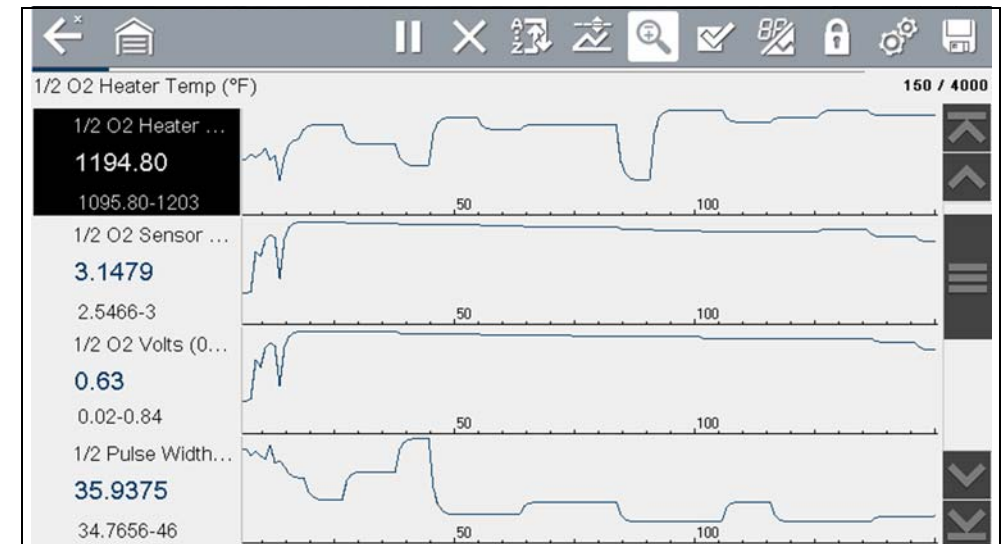 1/2 O2 Heater Temp (°F)
150 / 4000
1/2 O2 Heater ...
1194.80
1095.80-1203
50
100
1/2 O2 Sensor ...
3.1479
2.5466-3
50
100
1/2 O2 Volts (0...
0.63
0.02-0.84
50
100
1/2 Pulse Width...
35.9375
34.7656-46
50
100